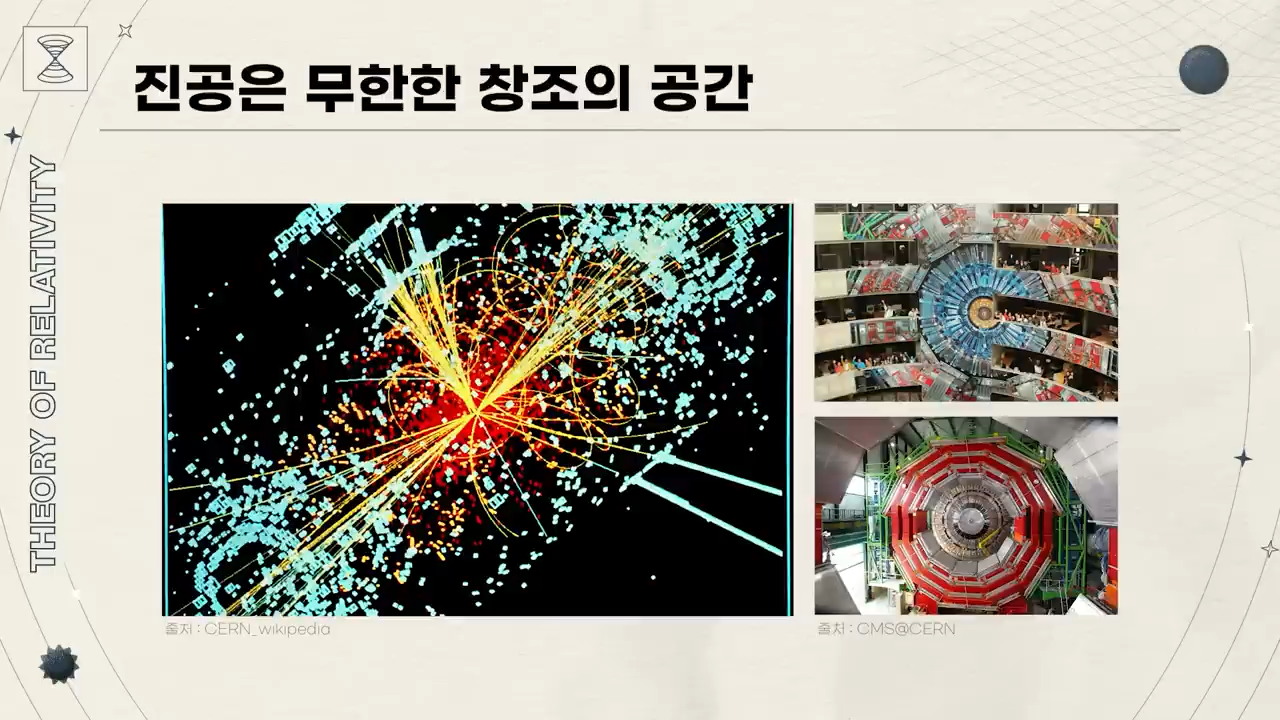 진공은 무한한 창조의 공간
THEORY OF RELATIVITY
출처 : CERN_wikipedia
출처 : CMS@CERN